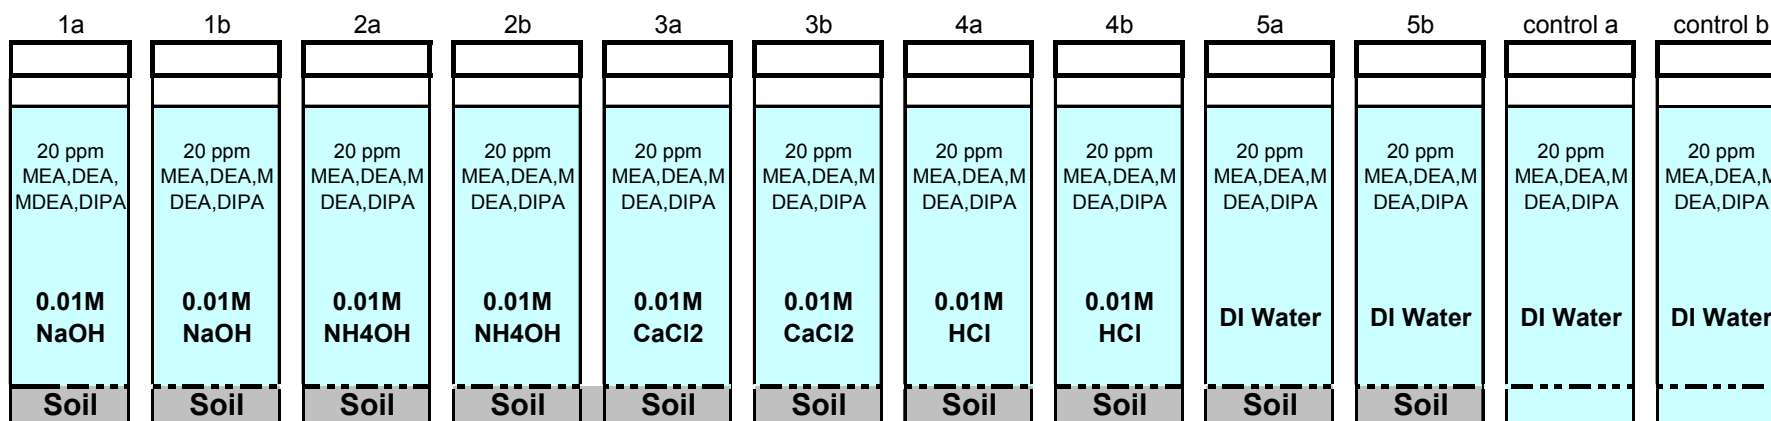 1a 1b 2a 2b 3a 3b 4a 4b 5a 5b control a control b
20 ppm 20 ppm 20 ppm 20 ppm 20 ppm 20 ppm 20 ppm 20 ppm 20 ppm 20 ppm 20 ppm 20 ppm
MEA,DEA, MEA,DEA,M MEA,DEA,M MEA,DEA,M MEA,DEA,M MEA,DEA,M MEA,DEA,M MEA,DEA,M MEA,DEA,M MEA,DEA,M MEA,DEA,M MEA,DEA,M
MDEA,DIPA DEA,DIPA DEA,DIPA DEA,DIPA DEA,DIPA DEA,DIPA DEA,DIPA DEA,DIPA DEA,DIPA DEA,DIPA DEA,DIPA DEA,DIPA
0.01M 0.01M 0.01M 0.01M 0.01M 0.01M 0.01M 0.01M
NaOH NaOH NH4OH NH4OH CaCl2 CaCl2 HCl HCl DI Water DI Water DI Water DI Water
Soil Soil Soil Soil Soil Soil Soil Soil Soil Soil